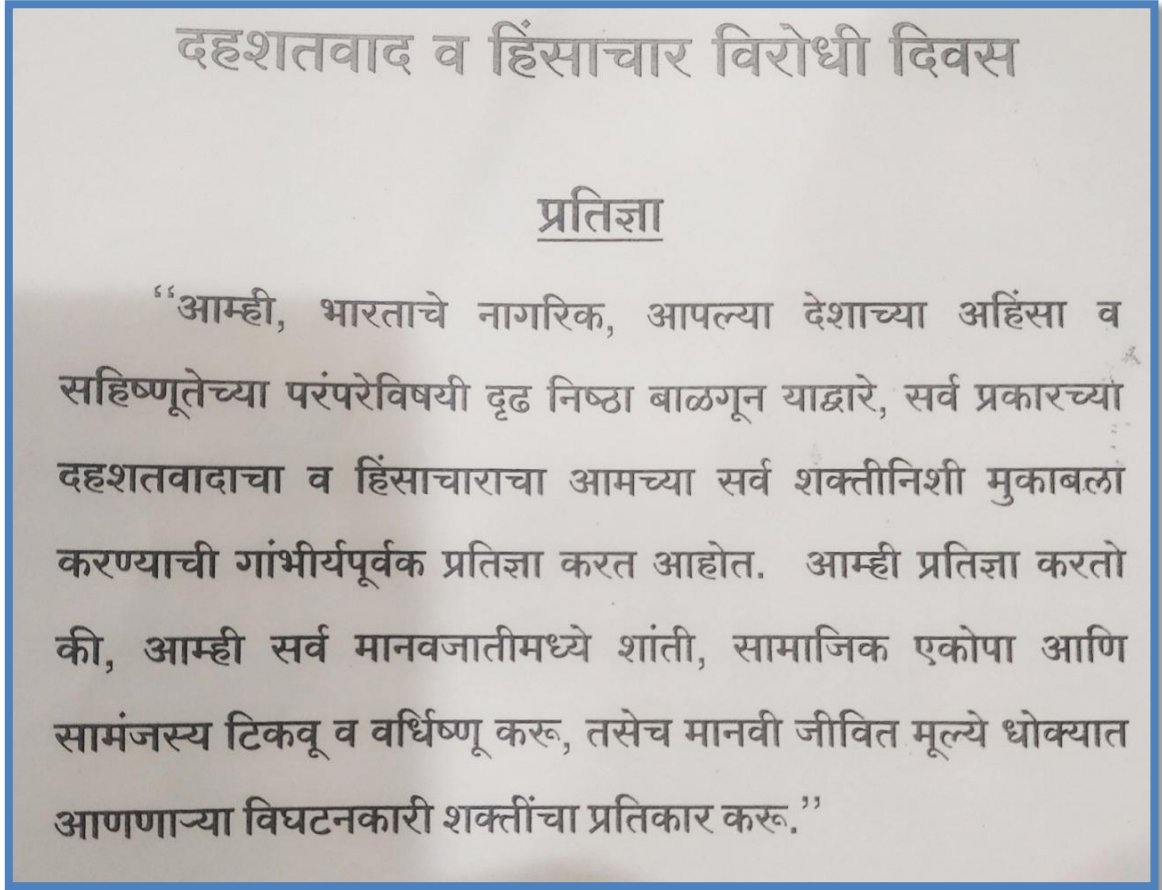 दहशतवाद व हिंसाचार विरोधी दिवस
प्रतिज्ञा
“आम्ही, भारताचे नागरिक, आपल्या देशाच्या अहिंसा व
सहिष्णूतेच्या परंपरेविषयी दृढ निष्ठा बाळगून याद्वारे, सर्व प्रकारच्या
दहशतवादाचा व हिंसाचाराचा आमच्या सर्व शक्तीनिशी मुकाबला
करण्याची गांभीर्यपूर्वक प्रतिज्ञा करत आहोत. आम्ही प्रतिज्ञा करतो
की, आम्ही सर्व मानवजातीमध्ये शांती, सामाजिक एकोपा आणि
सामंजस्य टिकवू व वर्धिष्णू करू, तसेच मानवी जीवित मूल्ये धोक्यात
आणणाऱ्या विघटनकारी शक्तींचा प्रतिकार करू.”